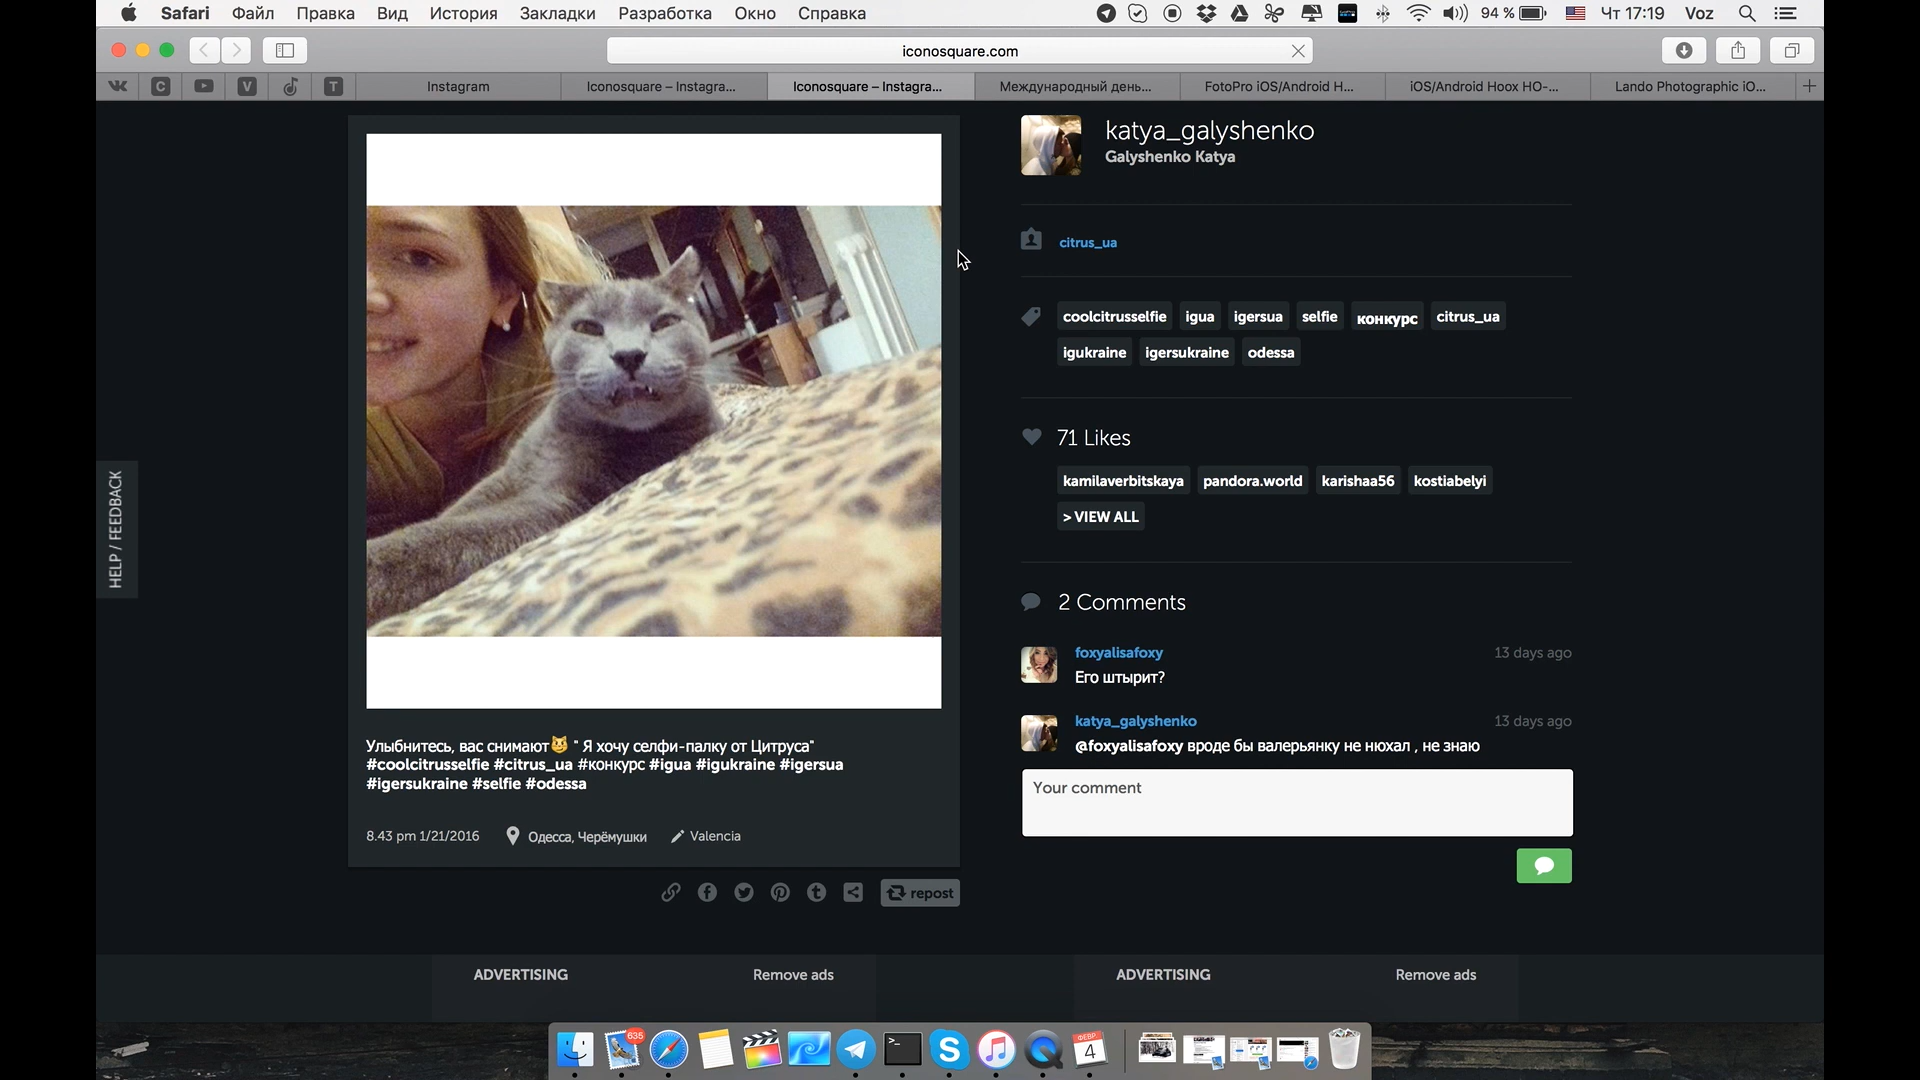 Safari Файл Правка Вид История Закладки Разработка Окно Справка 94 % Чт 17:19 Voz
iconosquare.com
C V T Instagram Iconosquare – Instagra... Iconosquare – Instagra... Международный день... FotoPro iOS/Android H... iOS/Android Hoox HO-... Lando Photographic iO...
katya_galyshenko
Galyshenko Katya
citrus_ua
coolcitrusselfie igua igersua selfie конкурс citrus_ua
igukraine igersukraine odessa
71 Likes
kamilaverbitskaya pandora.world karishaa56 kostiabelyi
> VIEW ALL
HELP / FEEDBACK
2 Comments
foxyalisafoxy 13 days ago
Его штырит?
katya_galyshenko 13 days ago
@foxyalisafoxy вроде бы валерьянку не нюхал , не знаю
Your comment
Улыбнитесь, вас снимают😼 " Я хочу селфи-палку от Цитруса"
#coolcitrusselfie #citrus_ua #конкурс #igua #igukraine #igersua
#igersukraine #selfie #odessa
8.43 pm 1/21/2016 Одесса, Черёмушки Valencia
repost
ADVERTISING Remove ads ADVERTISING Remove ads
635
ФЕВР
4